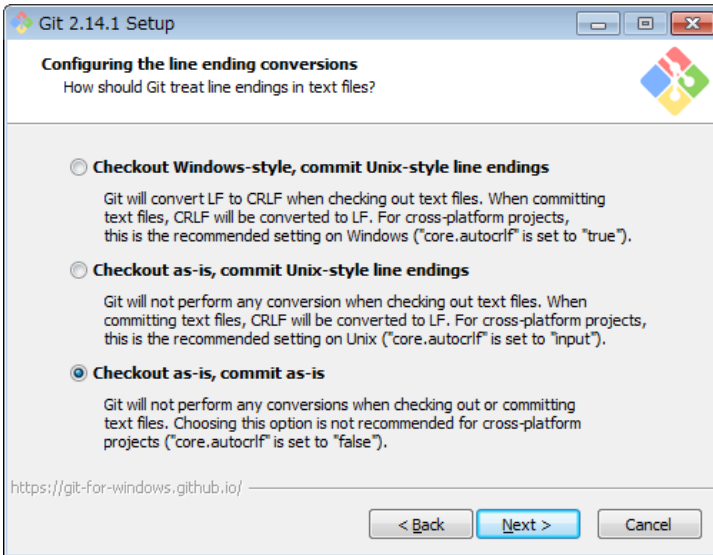 Git 2.14.1 Setup
Configuring the line ending conversions
How should Git treat line endings in text files?
Checkout Windows-style, commit Unix-style line endings
Git will convert LF to CRLF when checking out text files. When committing
text files, CRLF will be converted to LF. For cross-platform projects,
this is the recommended setting on Windows ("core.autocrlf" is set to "true").
Checkout as-is, commit Unix-style line endings
Git will not perform any conversion when checking out text files. When
committing text files, CRLF will be converted to LF. For cross-platform projects,
this is the recommended setting on Unix ("core.autocrlf" is set to "input").
Checkout as-is, commit as-is
Git will not perform any conversions when checking out or committing
text files. Choosing this option is not recommended for cross-platform
projects ("core.autocrlf" is set to "false").
https://git-for-windows.github.io/
< Back
Next >
Cancel